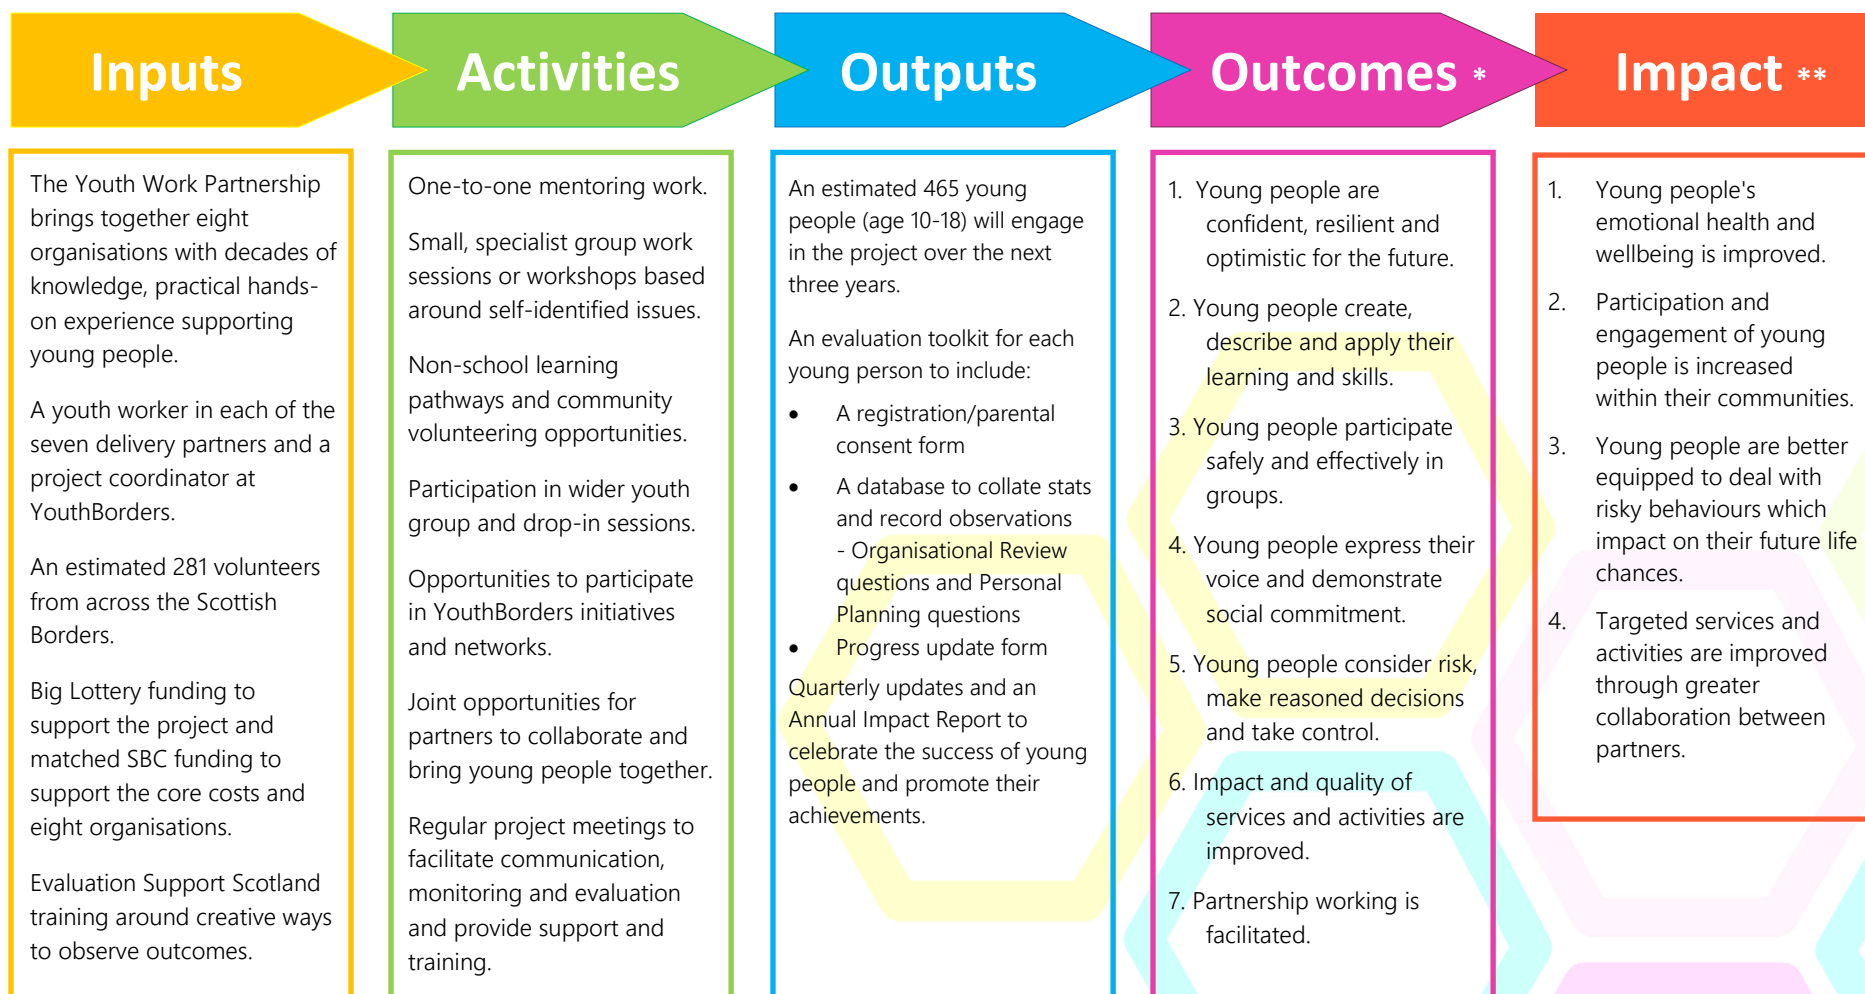 Inputs
Activities
Outputs
Outcomes *
Impact **
The Youth Work Partnership
brings together eight
organisations with decades of
knowledge, practical hands-
on experience supporting
young people.
A youth worker in each of the
seven delivery partners and a
project coordinator at
YouthBorders.
An estimated 281 volunteers
from across the Scottish
Borders.
Big Lottery funding to
support the project and
matched SBC funding to
support the core costs and
eight organisations.
Evaluation Support Scotland
training around creative ways
to observe outcomes.
One-to-one mentoring work.
Small, specialist group work
sessions or workshops based
around self-identified issues.
Non-school learning
pathways and community
volunteering opportunities.
Participation in wider youth
group and drop-in sessions.
Opportunities to participate
in YouthBorders initiatives
and networks.
Joint opportunities for
partners to collaborate and
bring young people together.
Regular project meetings to
facilitate communication,
monitoring and evaluation
and provide support and
training.
An estimated 465 young
people (age 10-18) will engage
in the project over the next
three years.
An evaluation toolkit for each
young person to include:
• A registration/parental
consent form
• A database to collate stats
and record observations
- Organisational Review
questions and Personal
Planning questions
• Progress update form
Quarterly updates and an
Annual Impact Report to
celebrate the success of young
people and promote their
achievements.
1. Young people are
confident, resilient and
optimistic for the future.
2. Young people create,
describe and apply their
learning and skills.
3. Young people participate
safely and effectively in
groups.
4. Young people express their
voice and demonstrate
social commitment.
5. Young people consider risk,
make reasoned decisions
and take control.
6. Impact and quality of
services and activities are
improved.
7. Partnership working is
facilitated.
1. Young people's
emotional health and
wellbeing is improved.
2. Participation and
engagement of young
people is increased
within their communities.
3. Young people are better
equipped to deal with
risky behaviours which
impact on their future life
chances.
4. Targeted services and
activities are improved
through greater
collaboration between
partners.